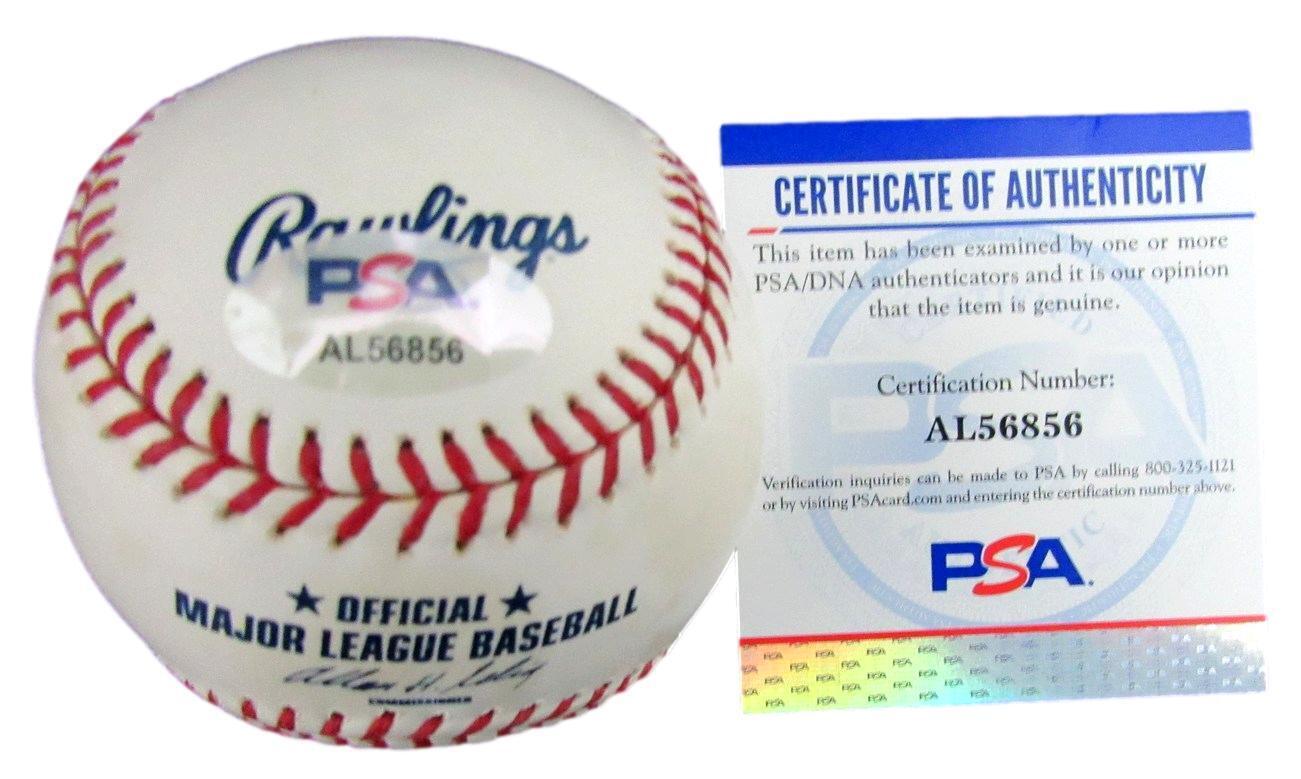 Rawlings
PSA
AL56856
★ OFFICIAL ★
MAJOR LEAGUE BASEBALL
Allan H. Selig
COMMISSIONER
CERTIFICATE OF AUTHENTICITY
This item has been examined by one or more
PSA/DNA authenticators and it is our opinion
that the item is genuine.
Certification Number:
AL56856
Verification inquiries can be made to PSA by calling 800-325-1121
or by visiting PSAcard.com and entering the certification number above.
PSA